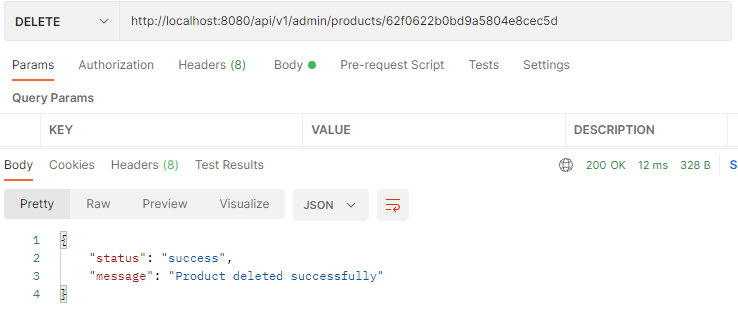 DELETE http://localhost:8080/api/v1/admin/products/62f0622b0bd9a5804e8cec5d
Params Authorization Headers (8) Body Pre-request Script Tests Settings
Query Params
KEY VALUE DESCRIPTION
Body Cookies Headers (8) Test Results 200 OK 12 ms 328 B S
Pretty Raw Preview Visualize JSON
1 {
2 "status": "success",
3 "message": "Product deleted successfully"
4 }